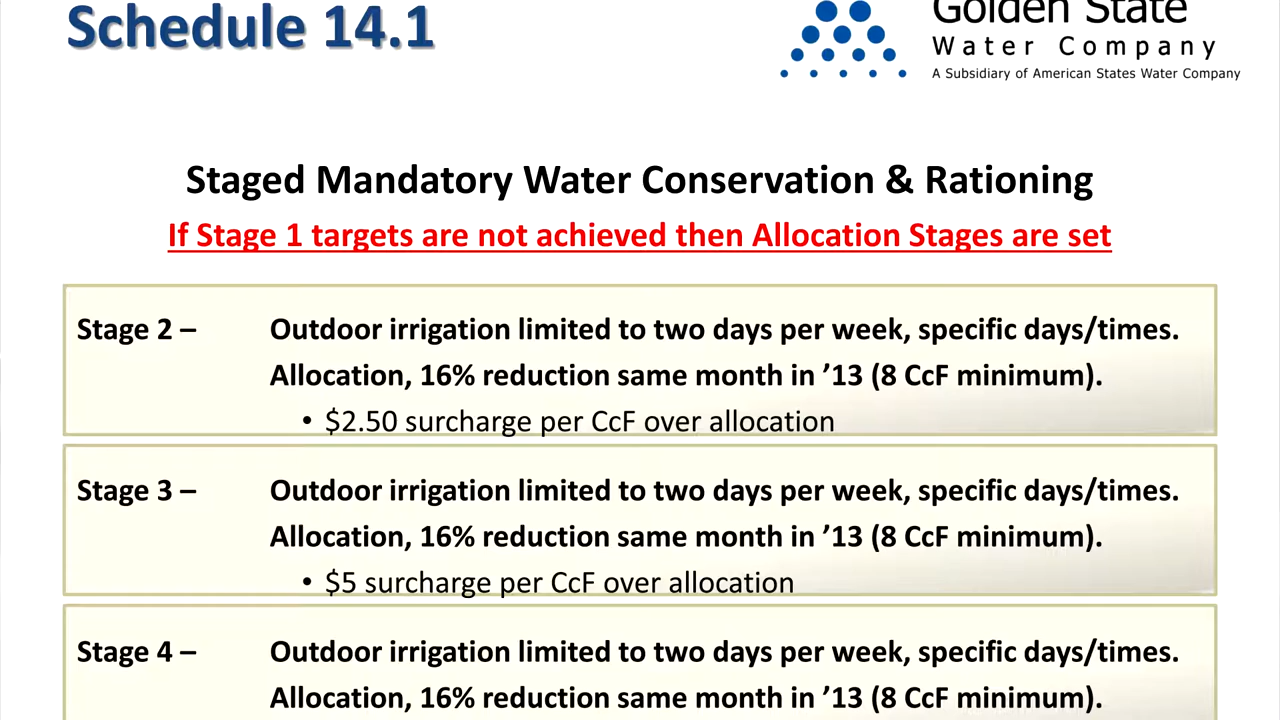 Schedule 14.1
Golden State
Water Company
A Subsidiary of American States Water Company
Staged Mandatory Water Conservation & Rationing
If Stage 1 targets are not achieved then Allocation Stages are set
Stage 2 – Outdoor irrigation limited to two days per week, specific days/times.
Allocation, 16% reduction same month in ’13 (8 CcF minimum).
• $2.50 surcharge per CcF over allocation
Stage 3 – Outdoor irrigation limited to two days per week, specific days/times.
Allocation, 16% reduction same month in ’13 (8 CcF minimum).
• $5 surcharge per CcF over allocation
Stage 4 – Outdoor irrigation limited to two days per week, specific days/times.
Allocation, 16% reduction same month in ’13 (8 CcF minimum).